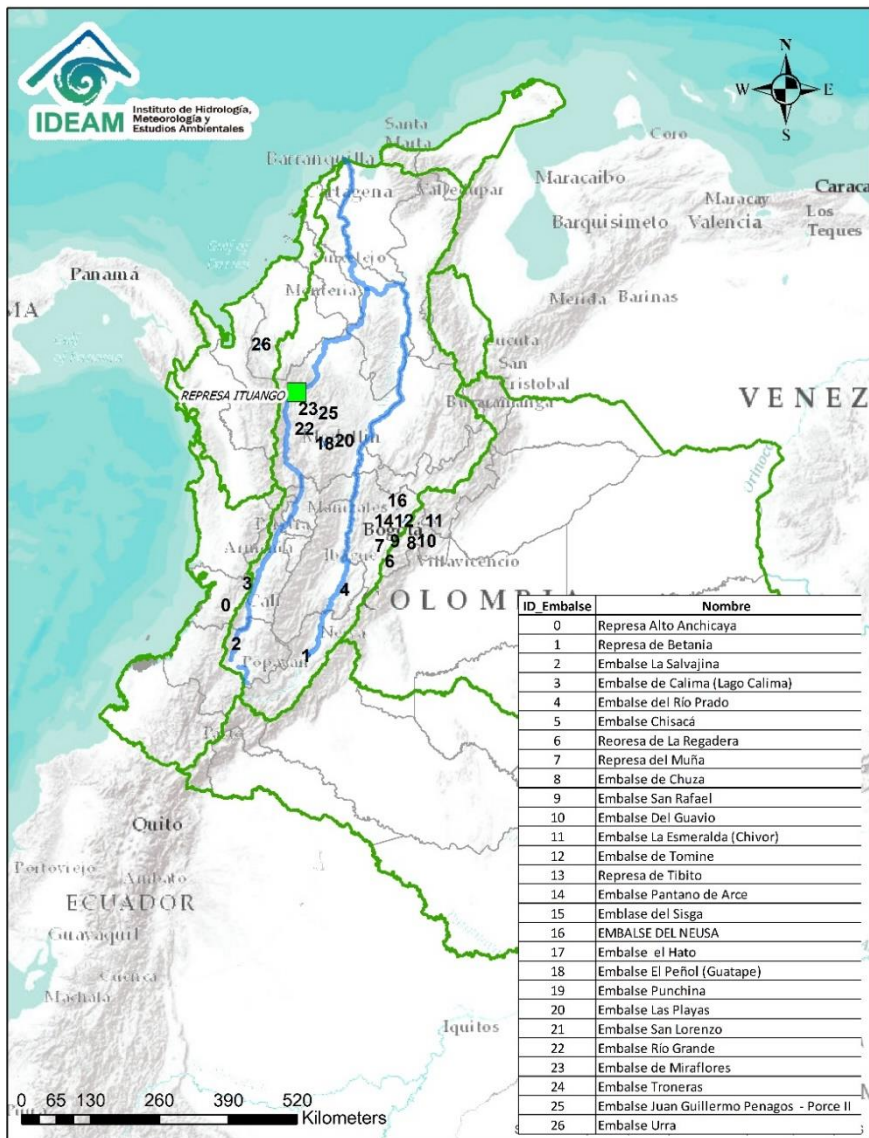 IDEAM
Instituto de Hidrología,
Meteorología y
Estudios Ambientales
N
W
E
S
Santa
Marta
Barranquilla
Cartagena
Valledupar
Coro
Maracaibo
Maracay
Caracas
Barquisimeto
Valencia
Los
Teques
Panamá
Sincelejo
Montería
Merida
Barinas
MA
Cucuta
San
Cristobal
Bucaramanga
26
REPRESA ITUANGO
VENEZ
23
25
22
Medellín
18
20
Orinoco
16
Manizales
14
12
11
Bogotá
7
9
8
10
Ibague
6
Villavicencio
Armenia
3
4
0
Cali
COLOMBIA
2
Neiva
1
Popayan
Pasto
Quito
Portoviejo
Ambato
ECUADOR
Guayaquil
Cuenca
Machala
Iquitos
ID_Embalse Nombre
0 Represa Alto Anchicaya
1 Represa de Betania
2 Embalse La Salvajina
3 Embalse de Calima (Lago Calima)
4 Embalse del Río Prado
5 Embalse Chisacá
6 Reoresa de La Regadera
7 Represa del Muña
8 Embalse de Chuza
9 Embalse San Rafael
10 Embalse Del Guavio
11 Embalse La Esmeralda (Chivor)
12 Embalse de Tomine
13 Represa de Tibito
14 Embalse Pantano de Arce
15 Emblase del Sisga
16 EMBALSE DEL NEUSA
17 Embalse el Hato
18 Embalse El Peñol (Guatape)
19 Embalse Punchina
20 Embalse Las Playas
21 Embalse San Lorenzo
22 Embalse Río Grande
23 Embalse de Miraflores
24 Embalse Troneras
25 Embalse Juan Guillermo Penagos - Porce II
26 Embalse Urra
0 65 130 260 390 520
Kilometers